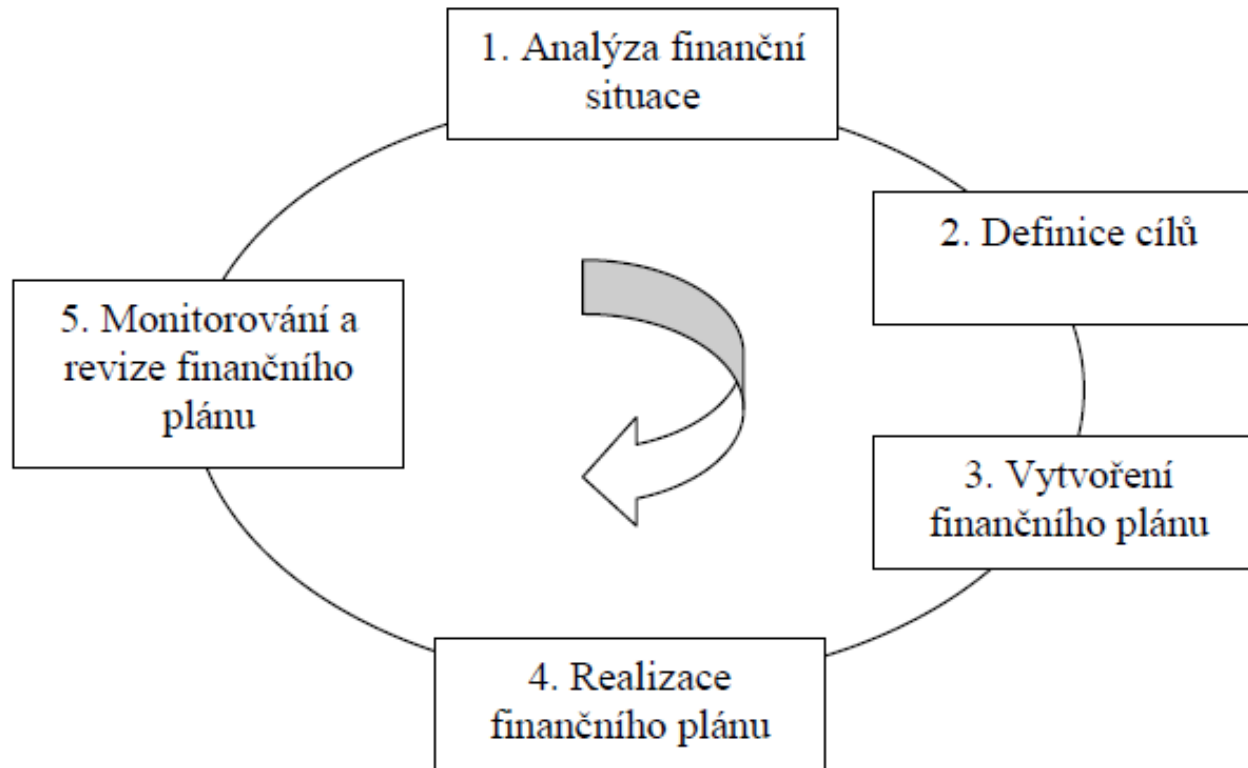 1. Analýza finanční
situace
2. Definice cílů
3. Vytvoření
finančního plánu
4. Realizace
finančního plánu
5. Monitorování a
revize finančního
plánu